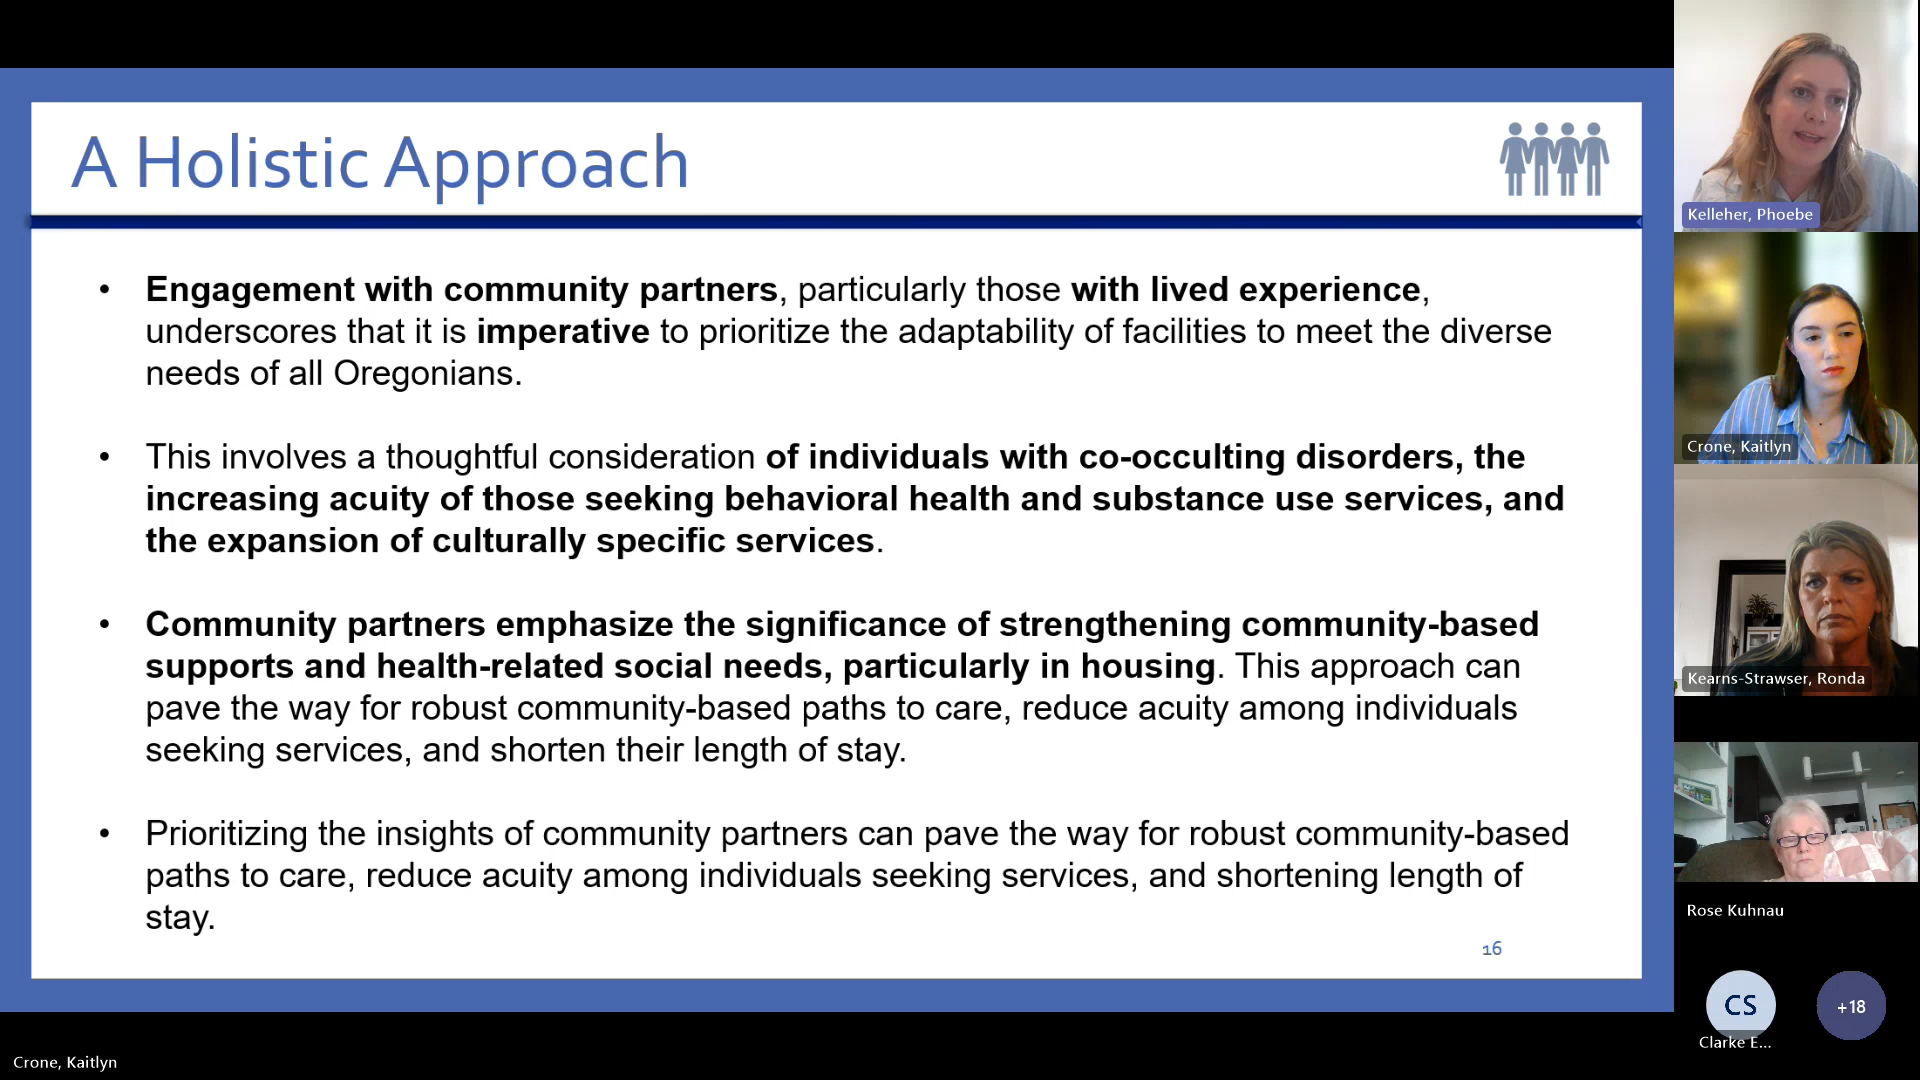 A Holistic Approach
• Engagement with community partners, particularly those with lived experience,
underscores that it is imperative to prioritize the adaptability of facilities to meet the diverse
needs of all Oregonians.
• This involves a thoughtful consideration of individuals with co-occulting disorders, the
increasing acuity of those seeking behavioral health and substance use services, and
the expansion of culturally specific services.
• Community partners emphasize the significance of strengthening community-based
supports and health-related social needs, particularly in housing. This approach can
pave the way for robust community-based paths to care, reduce acuity among individuals
seeking services, and shorten their length of stay.
• Prioritizing the insights of community partners can pave the way for robust community-based
paths to care, reduce acuity among individuals seeking services, and shortening length of
stay.
16
Kelleher, Phoebe
Crone, Kaitlyn
Kearns-Strawser, Ronda
Rose Kuhnau
CS
+18
Clarke E...
Crone, Kaitlyn